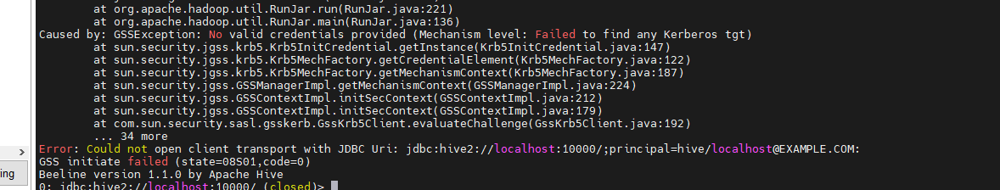 at org.apache.hadoop.util.RunJar.run(RunJar.java:221)
at org.apache.hadoop.util.RunJar.main(RunJar.java:136)
Caused by: GSSException: No valid credentials provided (Mechanism level: Failed to find any Kerberos tgt)
at sun.security.jgss.krb5.Krb5InitCredential.getInstance(Krb5InitCredential.java:147)
at sun.security.jgss.krb5.Krb5MechFactory.getCredentialElement(Krb5MechFactory.java:122)
at sun.security.jgss.krb5.Krb5MechFactory.getMechanismContext(Krb5MechFactory.java:187)
at sun.security.jgss.GSSManagerImpl.getMechanismContext(GSSManagerImpl.java:224)
at sun.security.jgss.GSSContextImpl.initSecContext(GSSContextImpl.java:212)
at sun.security.jgss.GSSContextImpl.initSecContext(GSSContextImpl.java:179)
at com.sun.security.sasl.gsskerb.GssKrb5Client.evaluateChallenge(GssKrb5Client.java:192)
... 34 more
Error: Could not open client transport with JDBC Uri: jdbc:hive2://localhost:10000/;principal=hive/localhost@EXAMPLE.COM:
GSS initiate failed (state=08S01,code=0)
Beeline version 1.1.0 by Apache Hive
0: jdbc:hive2://localhost:10000/ (closed)>
ing